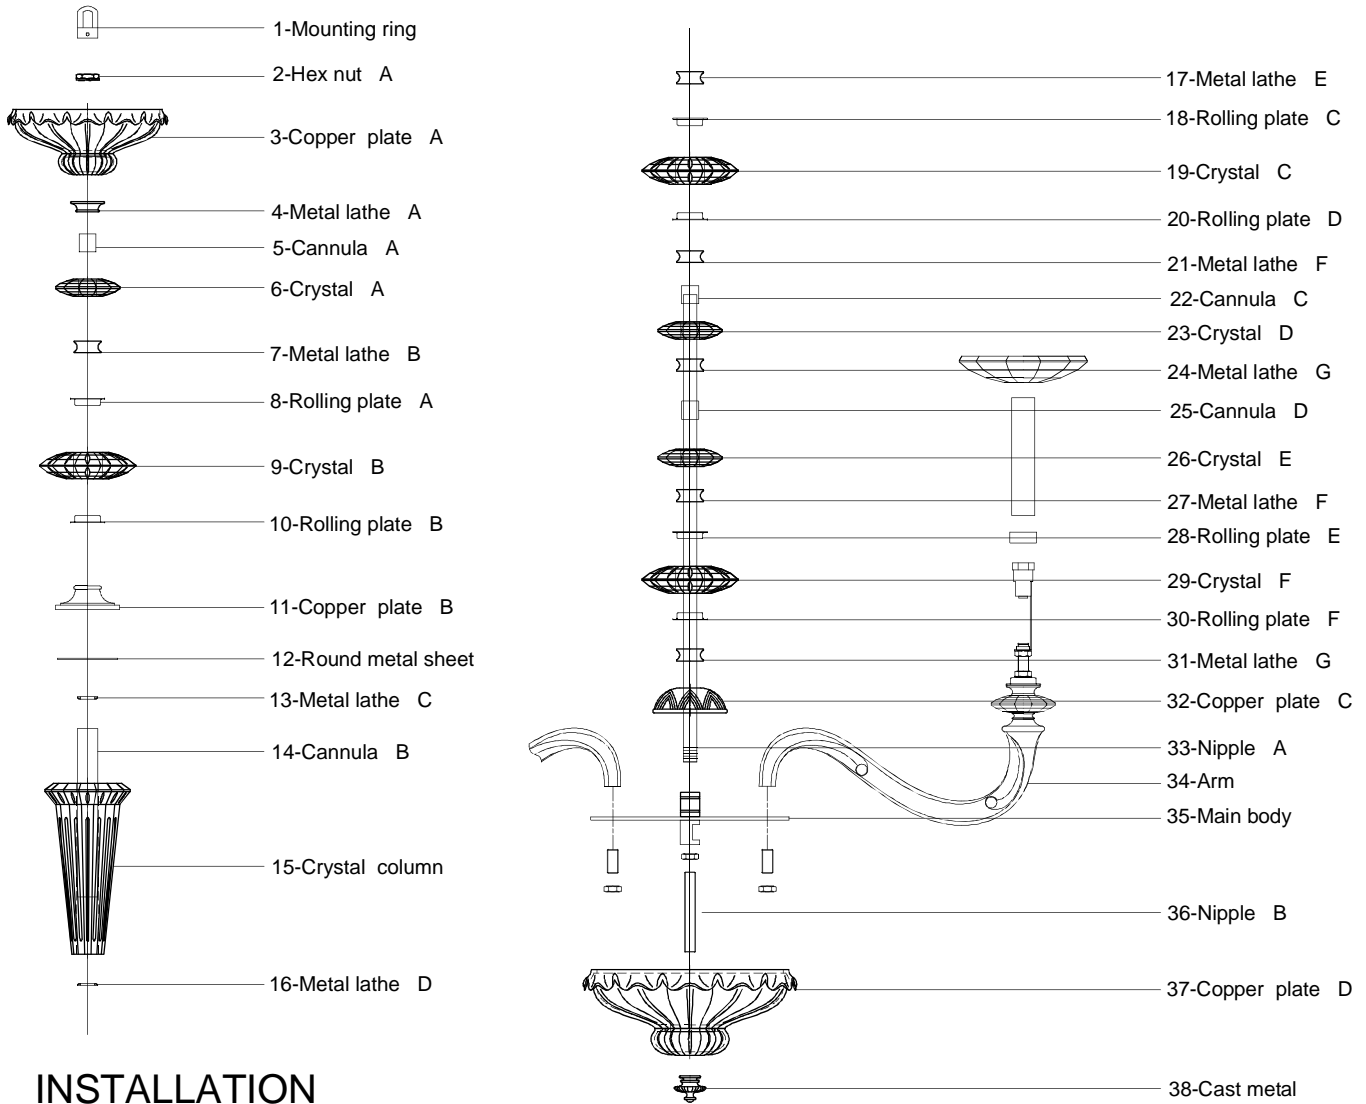 1-Mounting ring
2-Hex nut A
3-Copper plate A
4-Metal lathe A
5-Cannula A
6-Crystal A
7-Metal lathe B
8-Rolling plate A
9-Crystal B
10-Rolling plate B
11-Copper plate B
12-Round metal sheet
13-Metal lathe C
14-Cannula B
15-Crystal column
16-Metal lathe D
17-Metal lathe E
18-Rolling plate C
19-Crystal C
20-Rolling plate D
21-Metal lathe F
22-Cannula C
23-Crystal D
24-Metal lathe G
25-Cannula D
26-Crystal E
27-Metal lathe F
28-Rolling plate E
29-Crystal F
30-Rolling plate F
31-Metal lathe G
32-Copper plate C
33-Nipple A
34-Arm
35-Main body
36-Nipple B
37-Copper plate D
38-Cast metal
INSTALLATION